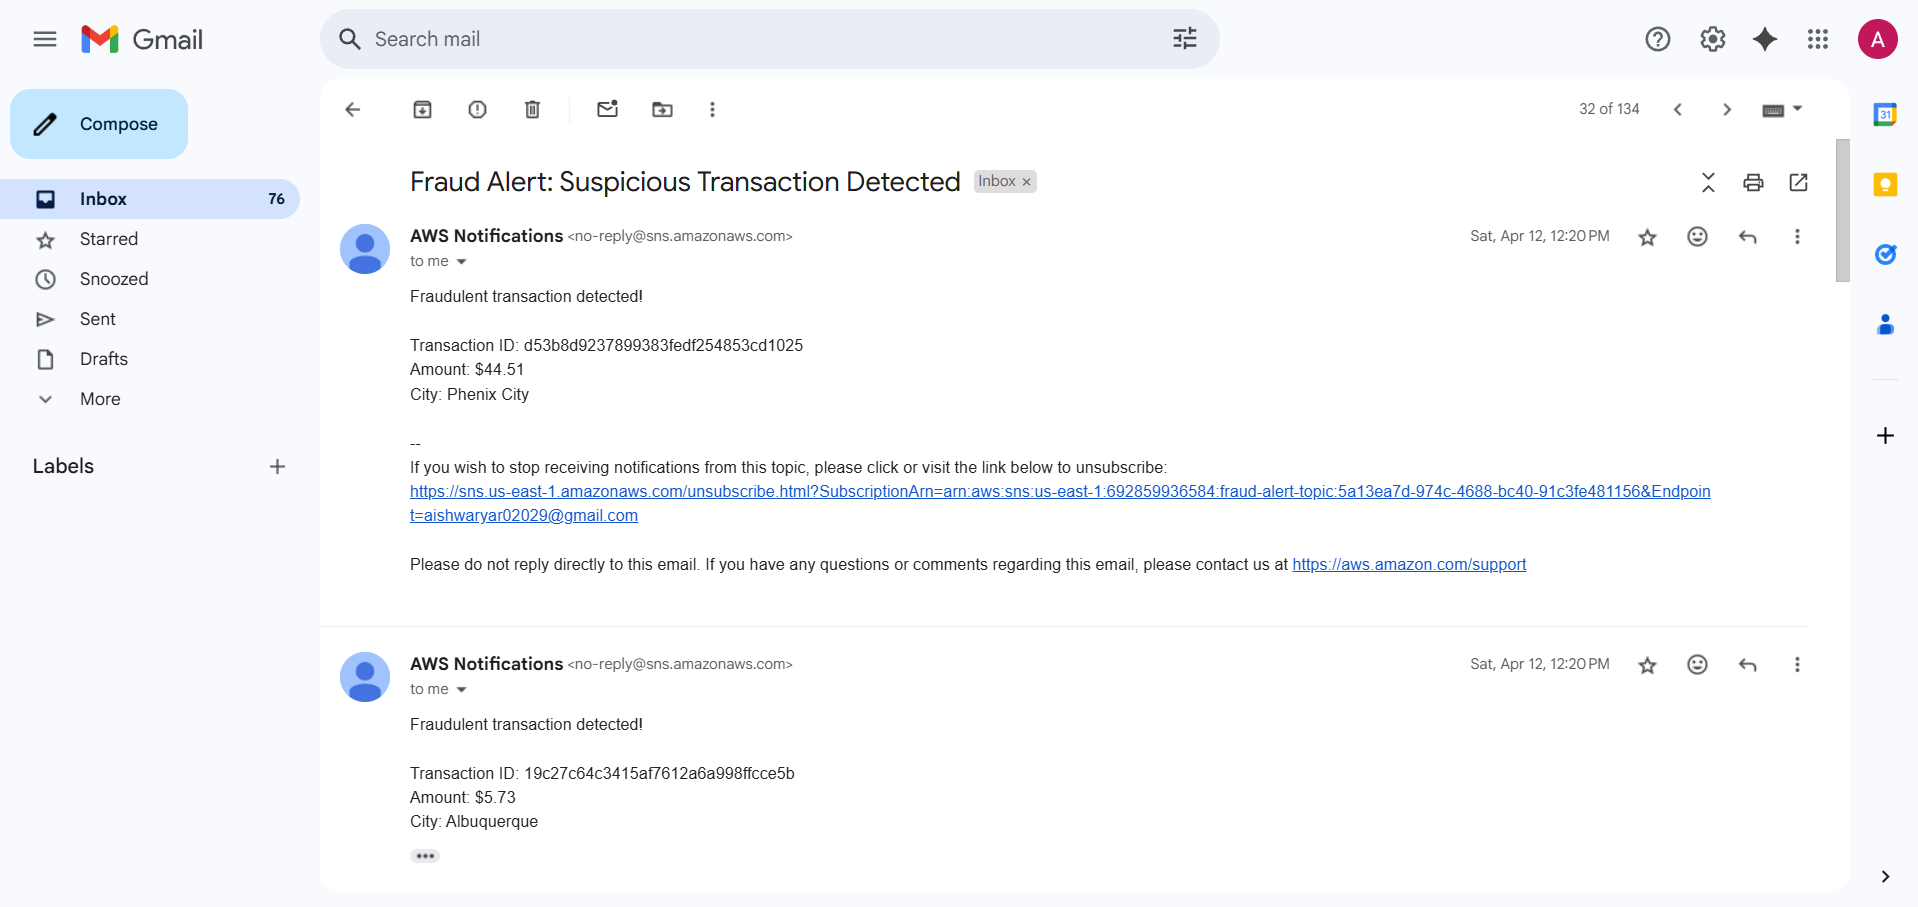 Gmail
Search mail
A
Compose
Inbox 76
Starred
Snoozed
Sent
Drafts
More
Labels
32 of 134
Fraud Alert: Suspicious Transaction Detected Inbox ×
AWS Notifications <no-reply@sns.amazonaws.com> Sat, Apr 12, 12:20 PM
to me
Fraudulent transaction detected!
Transaction ID: d53b8d9237899383fedf254853cd1025
Amount: $44.51
City: Phenix City
--
If you wish to stop receiving notifications from this topic, please click or visit the link below to unsubscribe:
https://sns.us-east-1.amazonaws.com/unsubscribe.html?SubscriptionArn=arn:aws:sns:us-east-1:692859936584:fraud-alert-topic:5a13ea7d-974c-4688-bc40-91c3fe481156&Endpoin
t=aishwaryar02029@gmail.com
Please do not reply directly to this email. If you have any questions or comments regarding this email, please contact us at https://aws.amazon.com/support
AWS Notifications <no-reply@sns.amazonaws.com> Sat, Apr 12, 12:20 PM
to me
Fraudulent transaction detected!
Transaction ID: 19c27c64c3415af7612a6a998ffcce5b
Amount: $5.73
City: Albuquerque
31